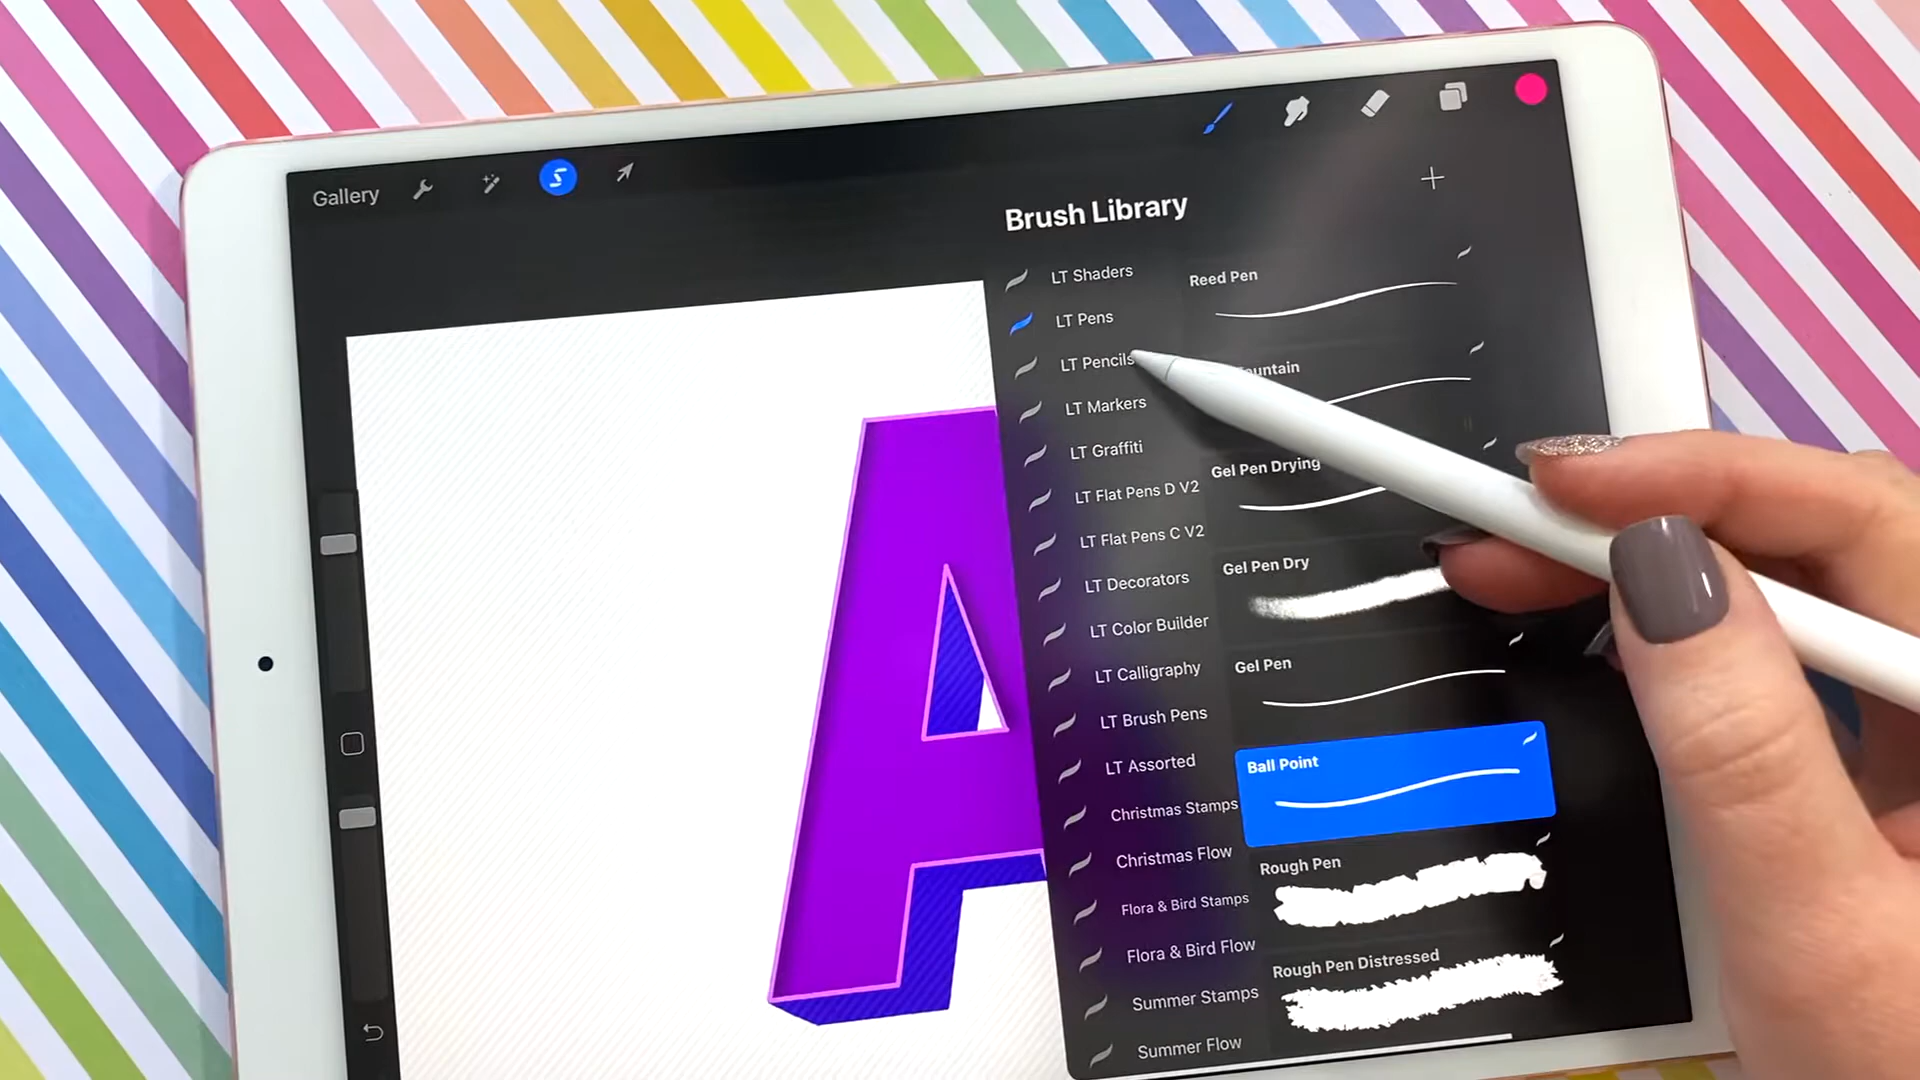 Gallery
Brush Library
LT Shaders
LT Pens
LT Pencils
LT Markers
LT Graffiti
LT Flat Pens D V2
LT Flat Pens C V2
LT Decorators
LT Color Builder
LT Calligraphy
LT Brush Pens
LT Assorted
Christmas Stamps
Christmas Flow
Flora & Bird Stamps
Flora & Bird Flow
Summer Stamps
Summer Flow
Reed Pen
ountain
Gel Pen Drying
Gel Pen Dry
Gel Pen
Ball Point
Rough Pen
Rough Pen Distressed
A